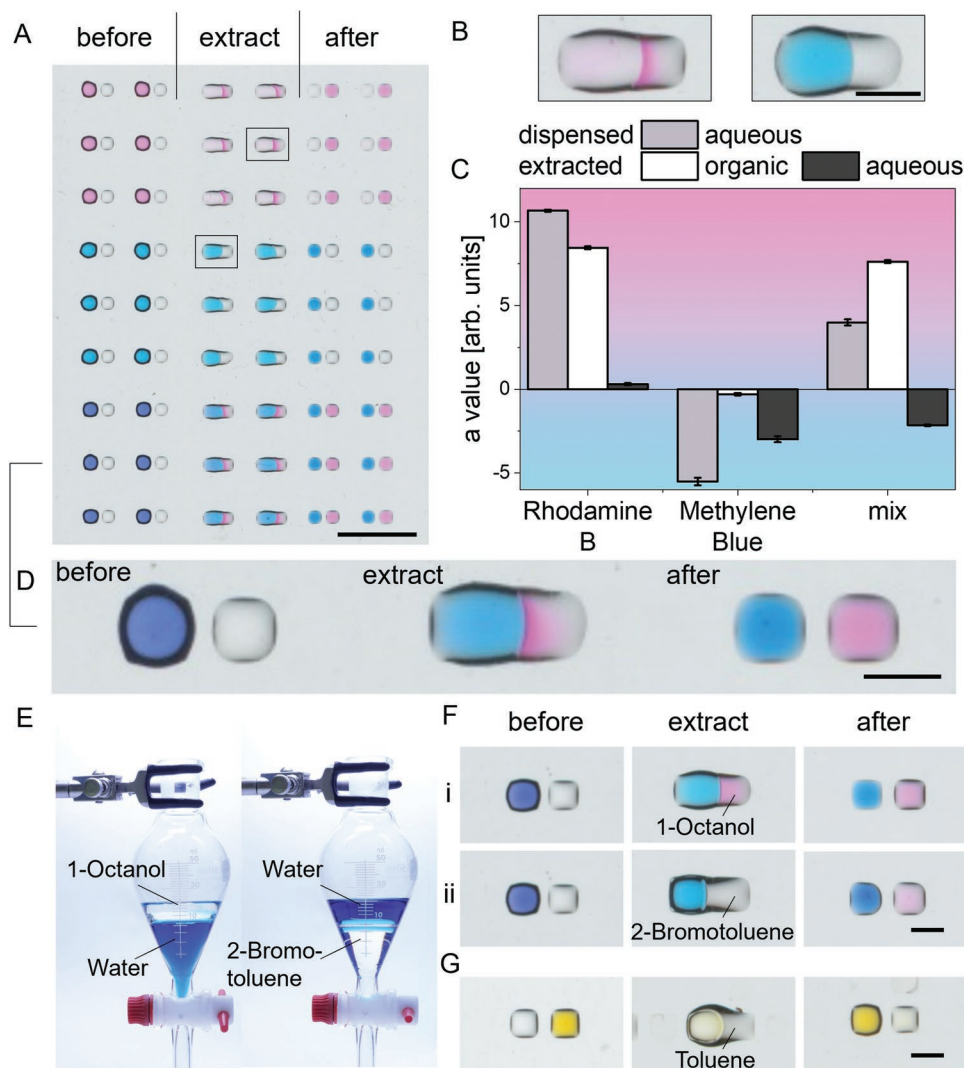 A
before extract after
B
dispensed aqueous
extracted organic aqueous
C
a value [arb. units]
10
5
0
-5
Rhodamine B
Methylene Blue
mix
D
before extract after
E
1-Octanol
Water
Water
2-Bromo-
toluene
F
before extract after
i
1-Octanol
ii
2-Bromotoluene
G
Toluene